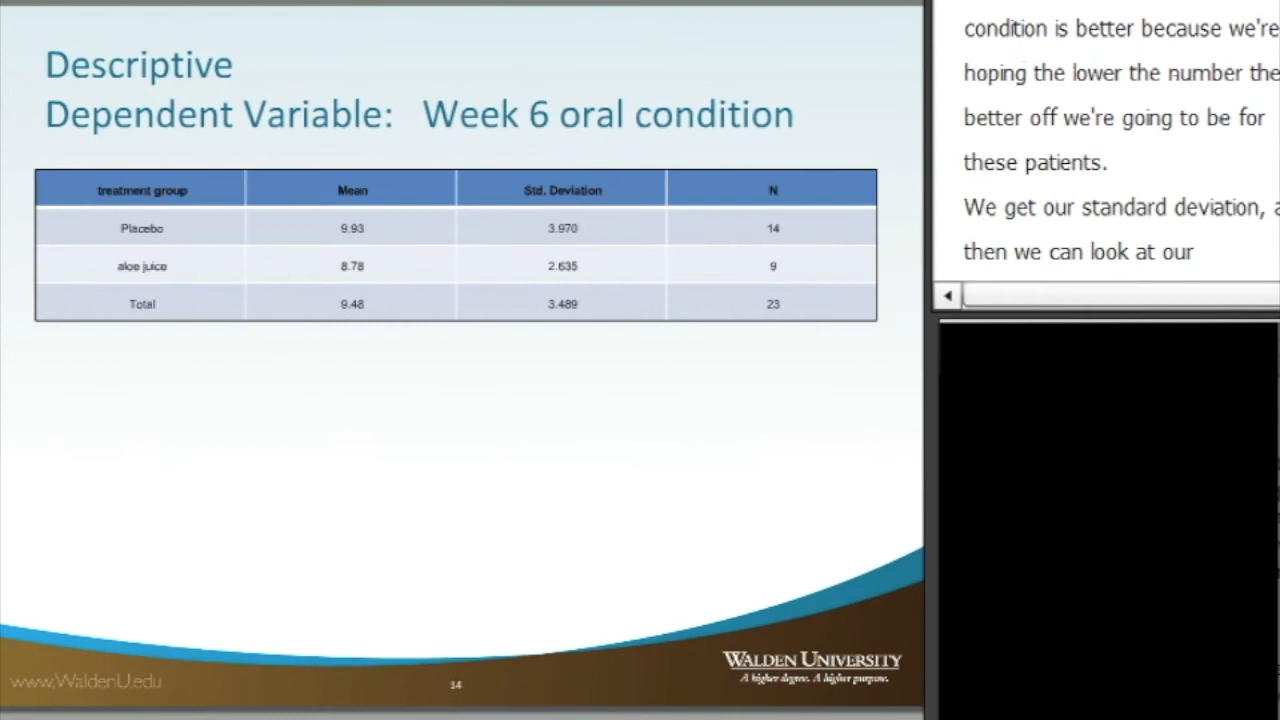 Descriptive
Dependent Variable: Week 6 oral condition
treatment group Mean Std. Deviation N
Placebo 9.93 3.970 14
aloe juice 8.78 2.635 9
Total 9.48 3.489 23
www.WaldenU.edu
14
WALDEN UNIVERSITY
A higher degree. A higher purpose.
condition is better because we're
hoping the lower the number the
better off we're going to be for
these patients.
We get our standard deviation,
then we can look at our